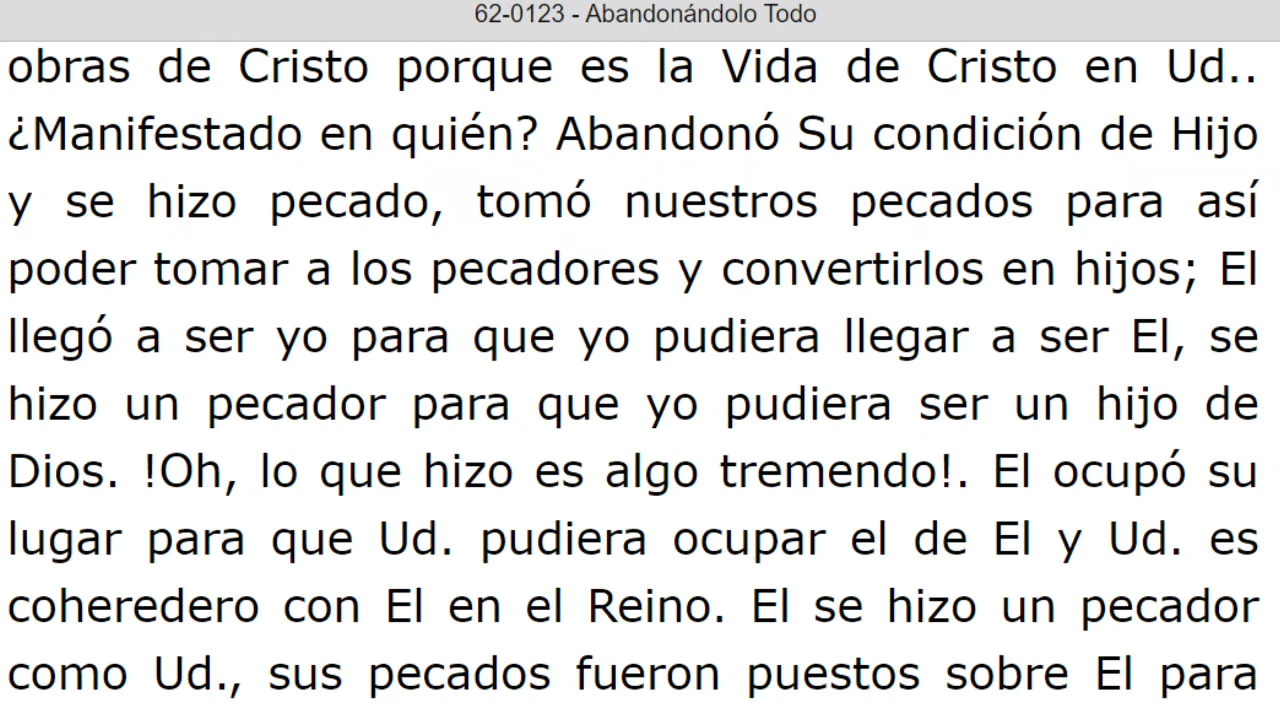 62-0123 - Abandonándolo Todo
obras de Cristo porque es la Vida de Cristo en Ud..
¿Manifestado en quién? Abandonó Su condición de Hijo
y se hizo pecado, tomó nuestros pecados para así
poder tomar a los pecadores y convertirlos en hijos; El
llegó a ser yo para que yo pudiera llegar a ser El, se
hizo un pecador para que yo pudiera ser un hijo de
Dios. !Oh, lo que hizo es algo tremendo!. El ocupó su
lugar para que Ud. pudiera ocupar el de El y Ud. es
coheredero con El en el Reino. El se hizo un pecador
como Ud., sus pecados fueron puestos sobre El para